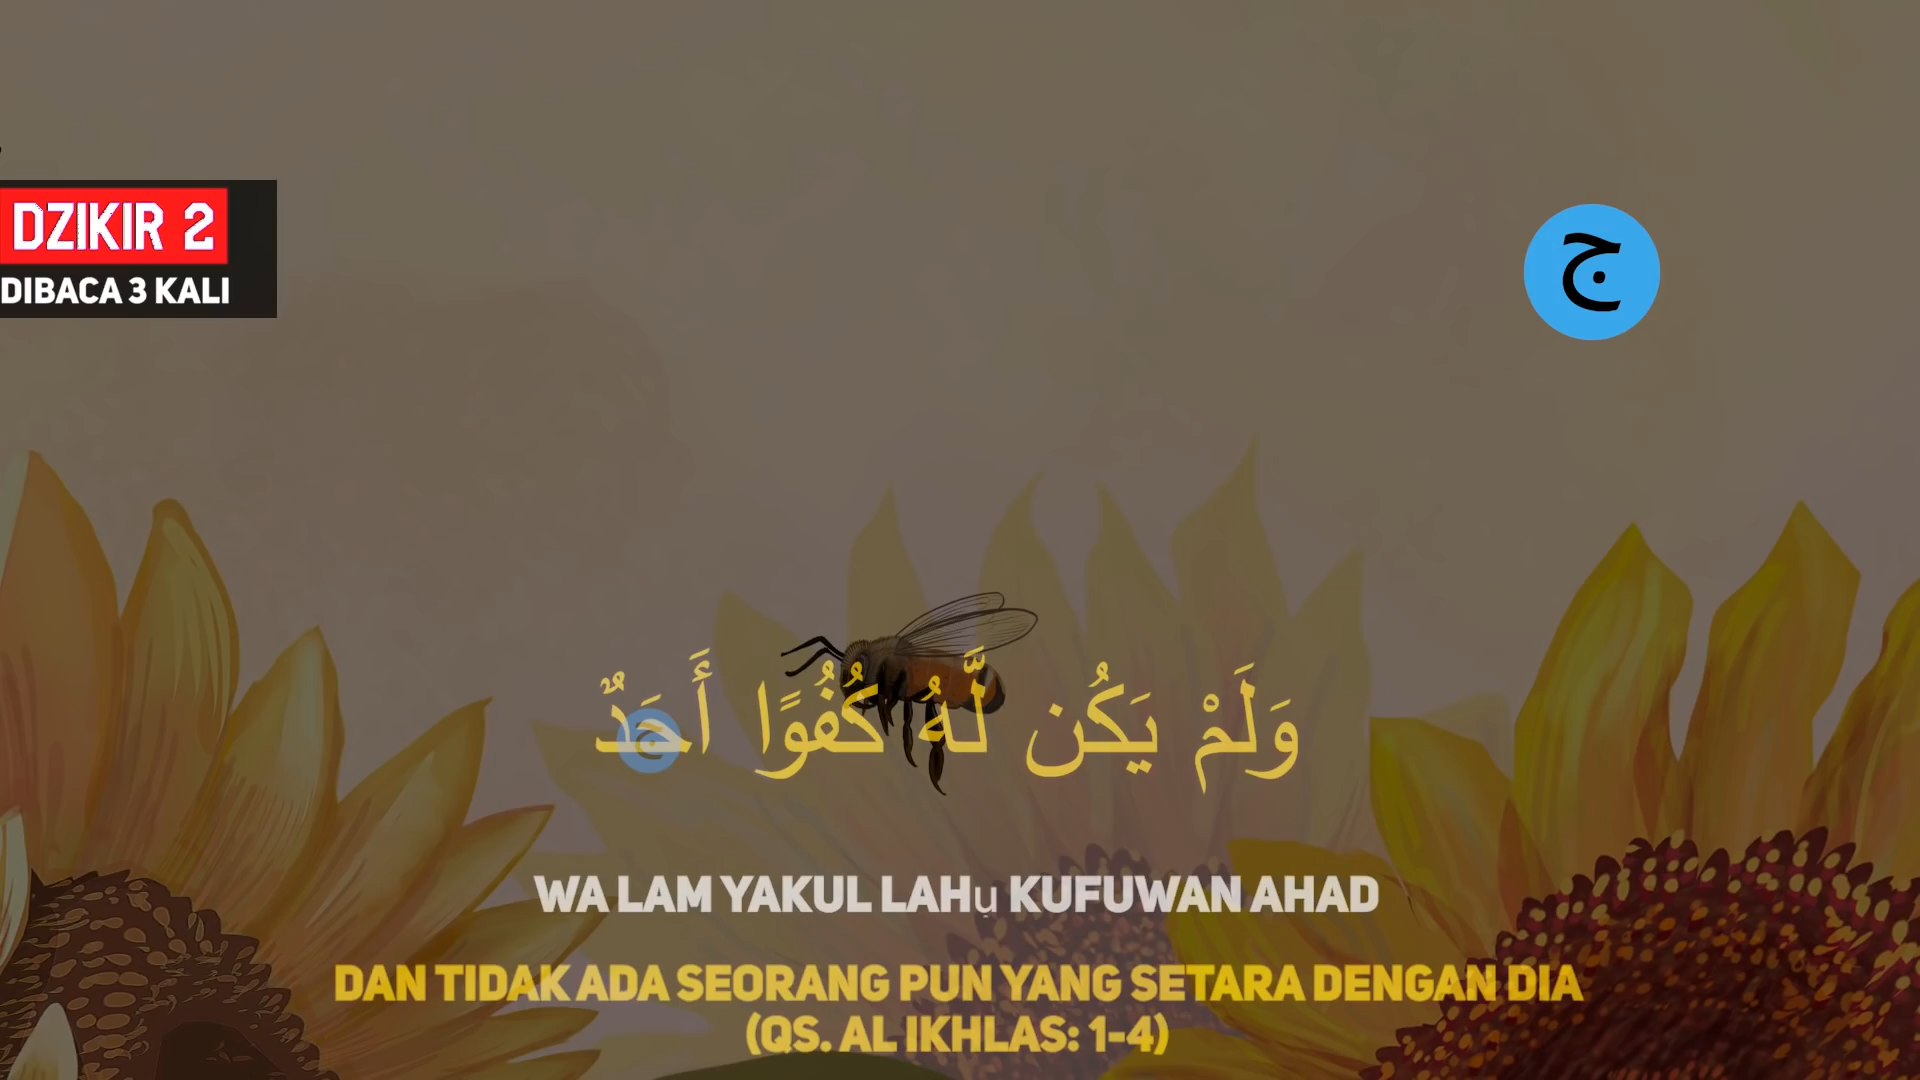 DZIKIR 2
DIBACA 3 KALI
ج
وَلَمْ يَكُن لَّهُ كُفُوًا أَحَدٌۢ
ج
WA LAM YAKUL LAHụ KUFUWAN AHAD
DAN TIDAK ADA SEORANG PUN YANG SETARA DENGAN DIA
(QS. AL IKHLAS: 1-4)